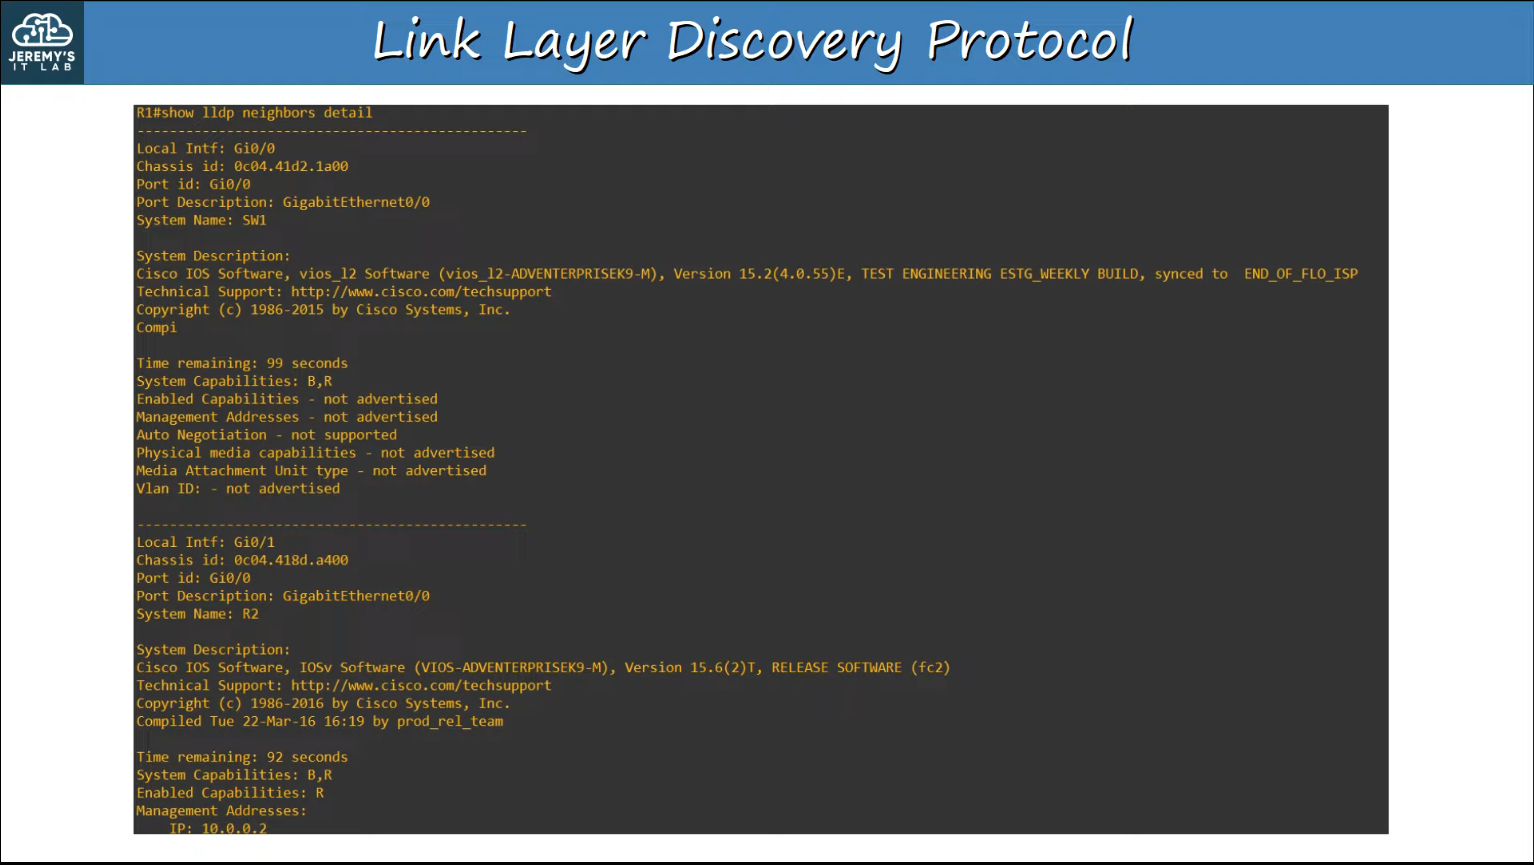 JEREMY'S
IT LAB
Link Layer Discovery Protocol
R1#show lldp neighbors detail
------------------------------------------------
Local Intf: Gi0/0
Chassis id: 0c04.41d2.1a00
Port id: Gi0/0
Port Description: GigabitEthernet0/0
System Name: SW1
System Description:
Cisco IOS Software, vios_l2 Software (vios_l2-ADVENTERPRISEK9-M), Version 15.2(4.0.55)E, TEST ENGINEERING ESTG_WEEKLY BUILD, synced to  END_OF_FLO_ISP
Technical Support: http://www.cisco.com/techsupport
Copyright (c) 1986-2015 by Cisco Systems, Inc.
Compi
Time remaining: 99 seconds
System Capabilities: B,R
Enabled Capabilities - not advertised
Management Addresses - not advertised
Auto Negotiation - not supported
Physical media capabilities - not advertised
Media Attachment Unit type - not advertised
Vlan ID: - not advertised
------------------------------------------------
Local Intf: Gi0/1
Chassis id: 0c04.418d.a400
Port id: Gi0/0
Port Description: GigabitEthernet0/0
System Name: R2
System Description:
Cisco IOS Software, IOSv Software (VIOS-ADVENTERPRISEK9-M), Version 15.6(2)T, RELEASE SOFTWARE (fc2)
Technical Support: http://www.cisco.com/techsupport
Copyright (c) 1986-2016 by Cisco Systems, Inc.
Compiled Tue 22-Mar-16 16:19 by prod_rel_team
Time remaining: 92 seconds
System Capabilities: B,R
Enabled Capabilities: R
Management Addresses:
    IP: 10.0.0.2